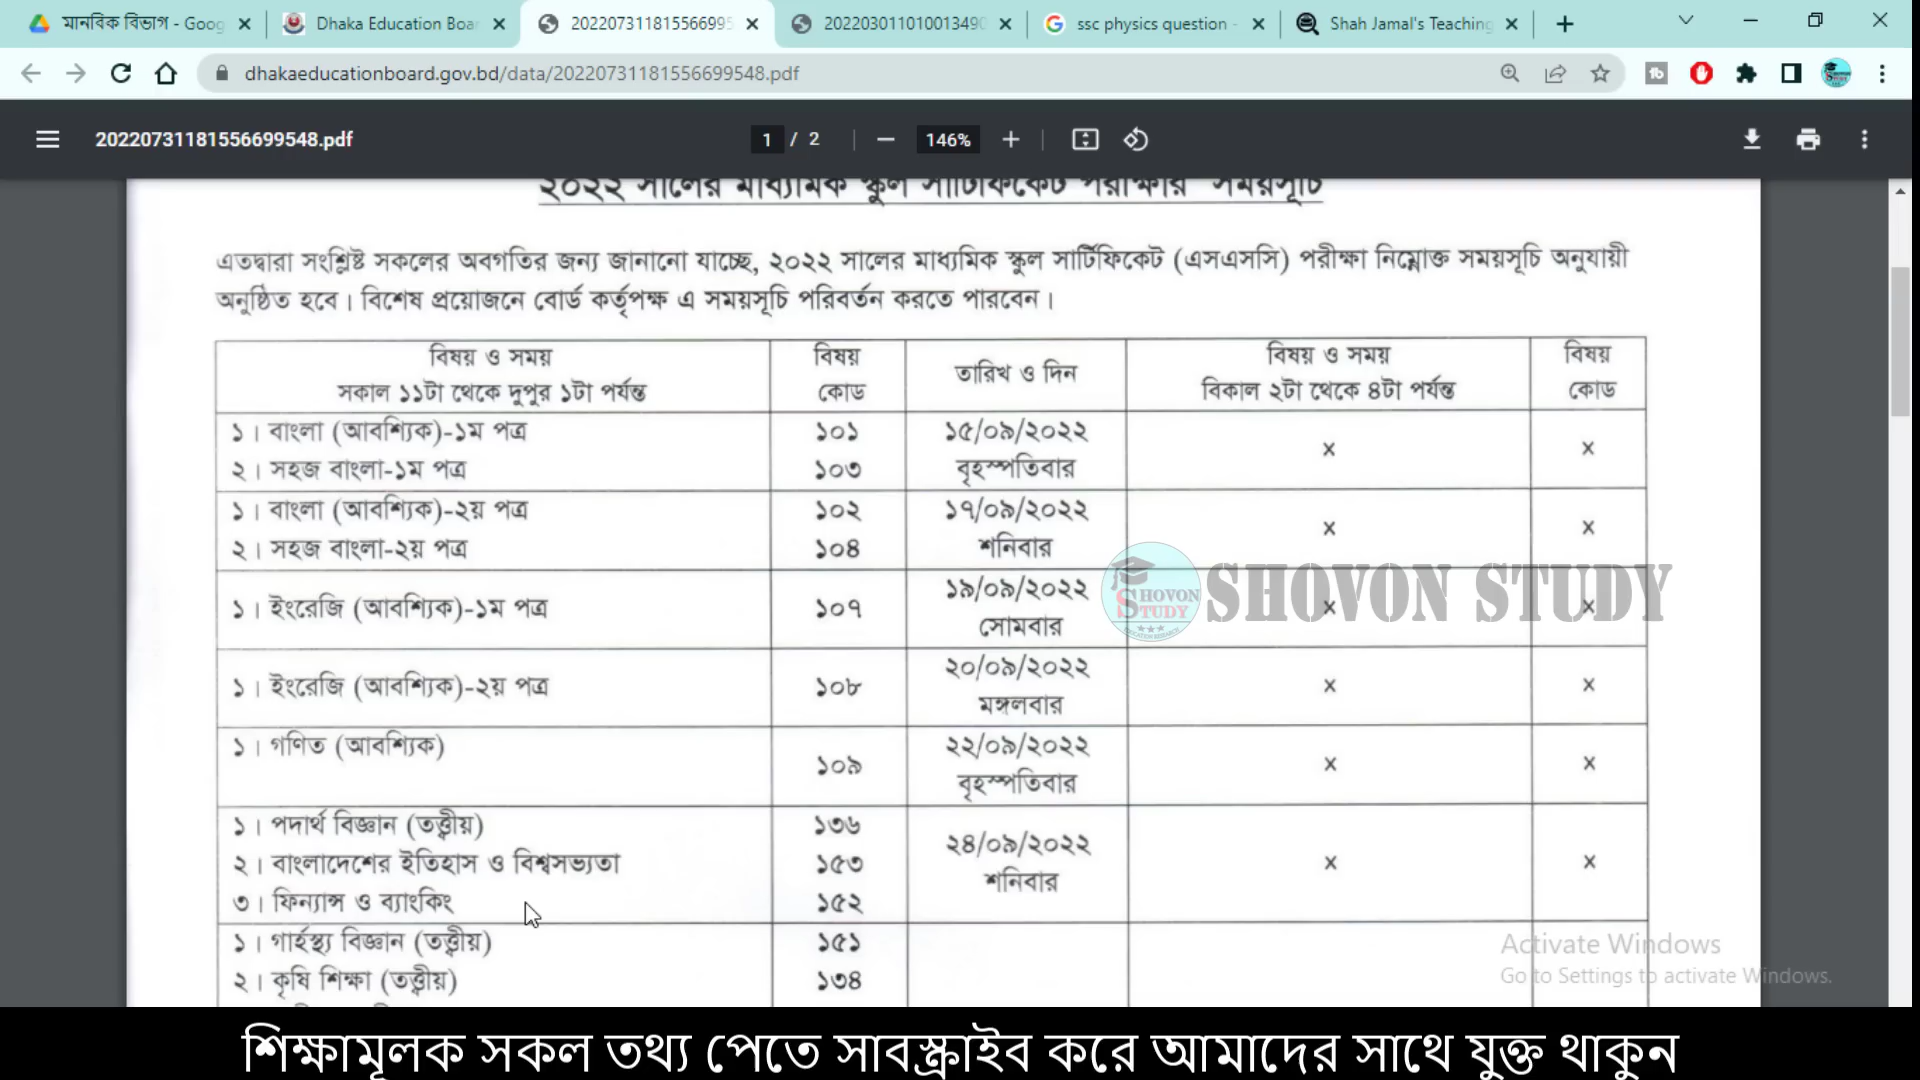 মানবিক বিভাগ - Goog
Dhaka Education Boar
202207311815566995
20220301101001349
ssc physics question -
Shah Jamal's Teaching
dhakaeducationboard.gov.bd/data/20220731181556699548.pdf
20220731181556699548.pdf
1 / 2
146%
২০২২ সালের মাধ্যমিক স্কুল সার্টিফিকেট পরীক্ষার সময়সূচি
এতদ্বারা সংশ্লিষ্ট সকলের অবগতির জন্য জানানো যাচ্ছে, ২০২২ সালের মাধ্যমিক স্কুল সার্টিফিকেট (এসএসসি) পরীক্ষা নিম্নোক্ত সময়সূচি অনুযায়ী
অনুষ্ঠিত হবে। বিশেষ প্রয়োজনে বোর্ড কর্তৃপক্ষ এ সময়সূচি পরিবর্তন করতে পারবেন।
বিষয় ও সময় বিষয় তারিখ ও দিন বিষয় ও সময় বিষয়
সকাল ১১টা থেকে দুপুর ১টা পর্যন্ত কোড বিকাল ২টা থেকে ৪টা পর্যন্ত কোড
১। বাংলা (আবশ্যিক)-১ম পত্র ১০১ ১৫/০৯/২০২২ x x
২। সহজ বাংলা-১ম পত্র ১০৩ বৃহস্পতিবার
১। বাংলা (আবশ্যিক)-২য় পত্র ১০২ ১৭/০৯/২০২২ x x
২। সহজ বাংলা-২য় পত্র ১০৪ শনিবার
১। ইংরেজি (আবশ্যিক)-১ম পত্র ১০৭ ১৯/০৯/২০২২ x x
সোমবার
SHOVON STUDY
SHOVON
STUDY
১। ইংরেজি (আবশ্যিক)-২য় পত্র ১০৮ ২০/০৯/২০২২ x x
মঙ্গলবার
১। গণিত (আবশ্যিক) ১০৯ ২২/০৯/২০২২ x x
বৃহস্পতিবার
১। পদার্থ বিজ্ঞান (তত্ত্বীয়) ১৩৬ ২৪/০৯/২০২২ x x
২। বাংলাদেশের ইতিহাস ও বিশ্বসভ্যতা ১৫৩ শনিবার
৩। ফিন্যান্স ও ব্যাংকিং ১৫২
১। গার্হস্থ্য বিজ্ঞান (তত্ত্বীয়) ১৫১
২। কৃষি শিক্ষা (তত্ত্বীয়) ১৩৪
Activate Windows
Go to Settings to activate Windows.
শিক্ষামূলক সকল তথ্য পেতে সাবস্ক্রাইব করে আমাদের সাথে যুক্ত থাকুন